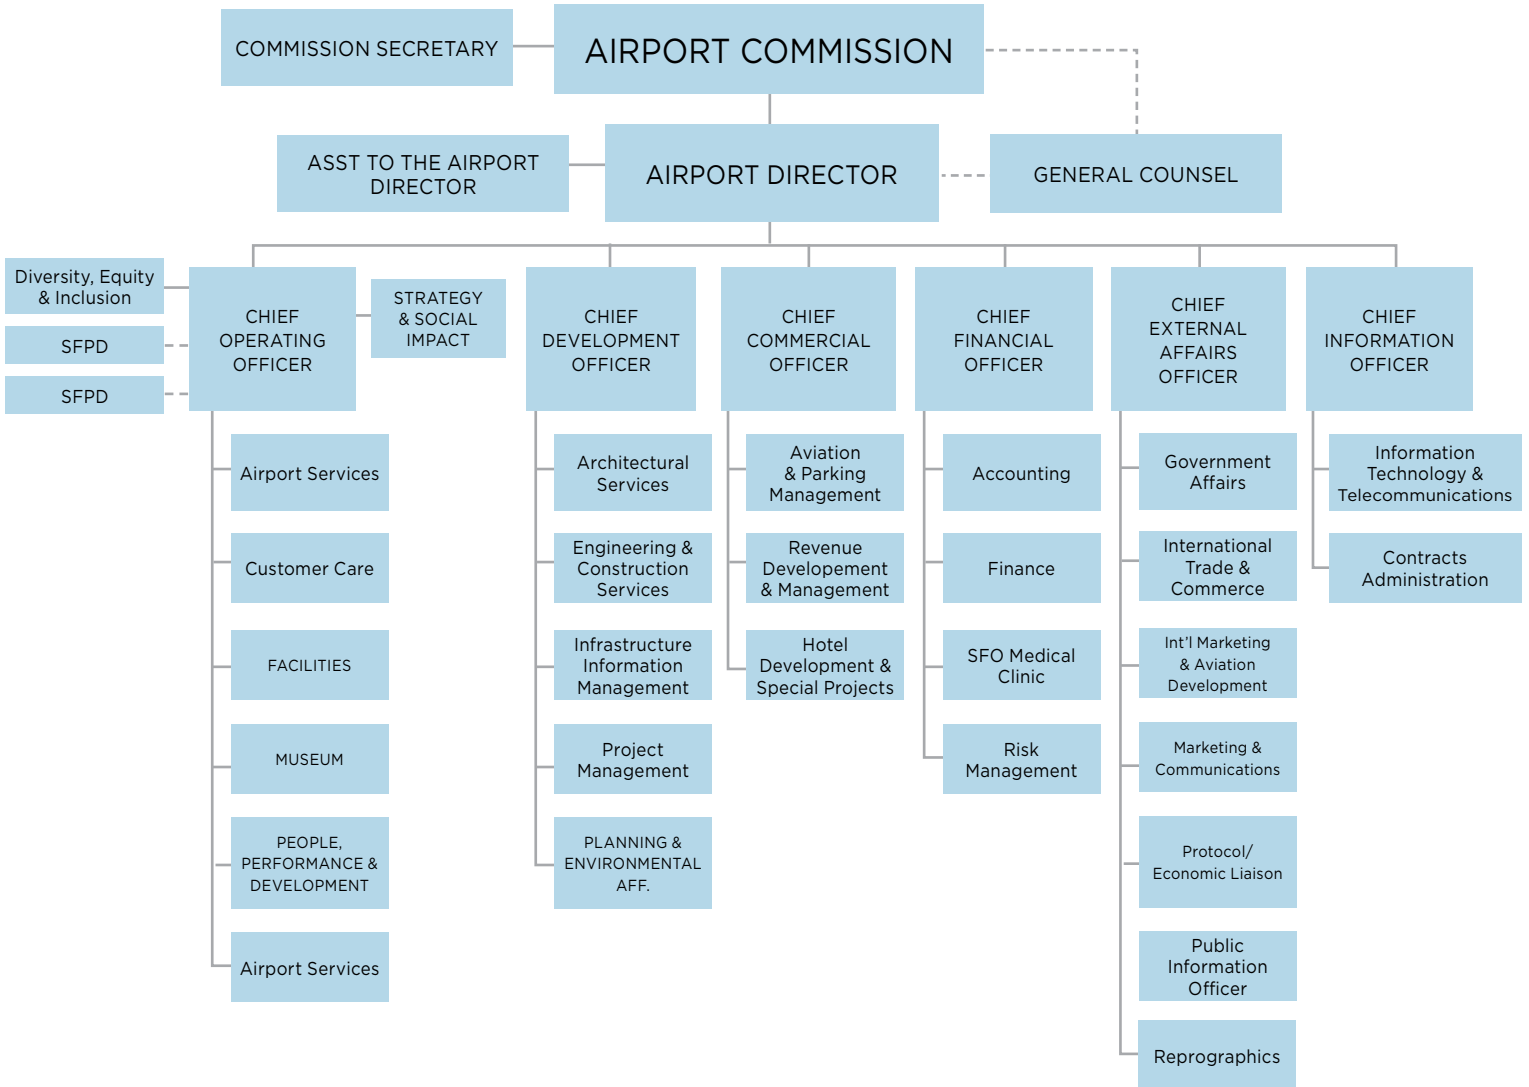 COMMISSION SECRETARY
AIRPORT COMMISSION
ASST TO THE AIRPORT
DIRECTOR
AIRPORT DIRECTOR
GENERAL COUNSEL
Diversity, Equity
& Inclusion
SFPD
SFPD
CHIEF
OPERATING
OFFICER
STRATEGY
& SOCIAL
IMPACT
CHIEF
DEVELOPMENT
OFFICER
CHIEF
COMMERCIAL
OFFICER
CHIEF
FINANCIAL
OFFICER
CHIEF
EXTERNAL
AFFAIRS
OFFICER
CHIEF
INFORMATION
OFFICER
Airport Services
Customer Care
FACILITIES
MUSEUM
PEOPLE,
PERFORMANCE &
DEVELOPMENT
Airport Services
Architectural
Services
Engineering &
Construction
Services
Infrastructure
Information
Management
Project
Management
PLANNING &
ENVIRONMENTAL
AFF.
Aviation
& Parking
Management
Revenue
Developement
& Management
Hotel
Development &
Special Projects
Accounting
Finance
SFO Medical
Clinic
Risk
Management
Government
Affairs
International
Trade &
Commerce
Int'l Marketing
& Aviation
Development
Marketing &
Communications
Protocol/
Economic Liaison
Public
Information
Officer
Reprographics
Information
Technology &
Telecommunications
Contracts
Administration